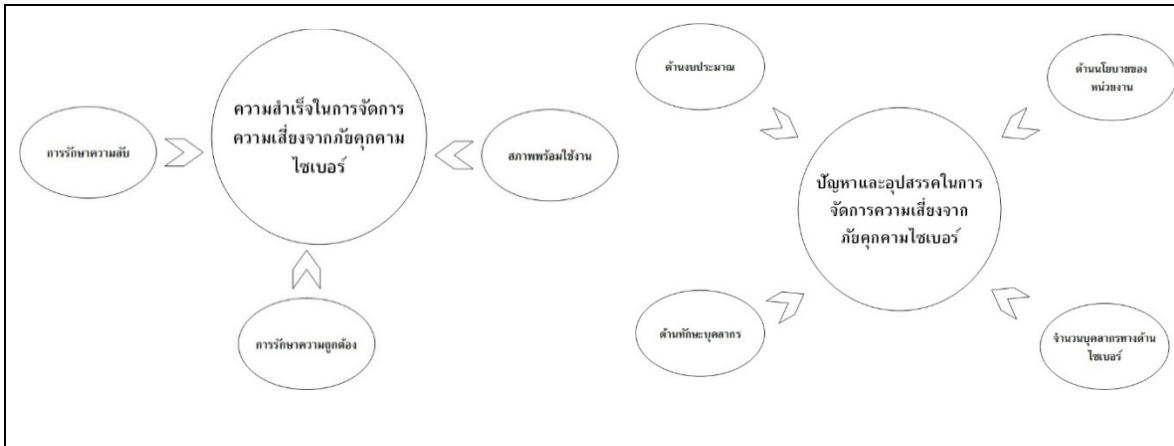 ความสำเร็จในการจัดการ
ความเสี่ยงจากภัยคุกคาม
ไซเบอร์
การรักษาความลับ
สภาพพร้อมใช้งาน
การรักษาความถูกต้อง
ด้านงบประมาณ
ด้านนโยบายของ
หน่วยงาน
ปัญหาและอุปสรรคในการ
จัดการความเสี่ยงจาก
ภัยคุกคามไซเบอร์
ด้านทักษะบุคลากร
จำนวนบุคลากรทางด้าน
ไซเบอร์